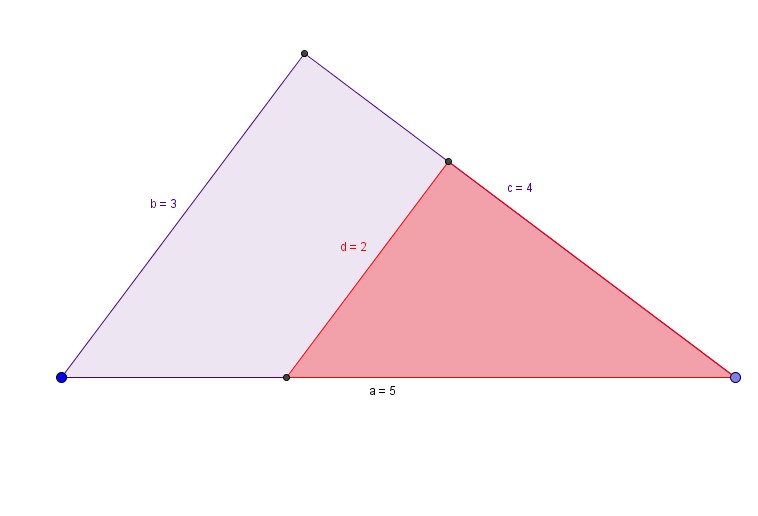 c = 4
b = 3
d = 2
a = 5